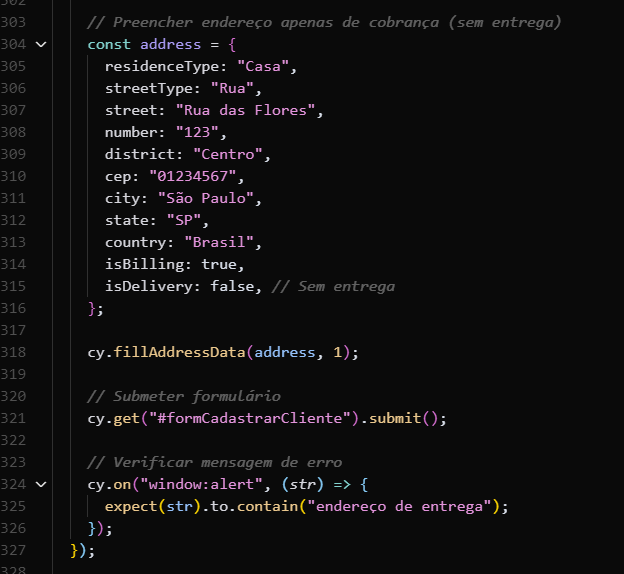 302
303 // Preencher endereço apenas de cobrança (sem entrega)
304 const address = {
305 residenceType: "Casa",
306 streetType: "Rua",
307 street: "Rua das Flores",
308 number: "123",
309 district: "Centro",
310 cep: "01234567",
311 city: "São Paulo",
312 state: "SP",
313 country: "Brasil",
314 isBilling: true,
315 isDelivery: false, // Sem entrega
316 };
317
318 cy.fillAddressData(address, 1);
319
320 // Submeter formulário
321 cy.get("#formCadastrarCliente").submit();
322
323 // Verificar mensagem de erro
324 cy.on("window:alert", (str) => {
325 expect(str).to.contain("endereço de entrega");
326 });
327 });
328